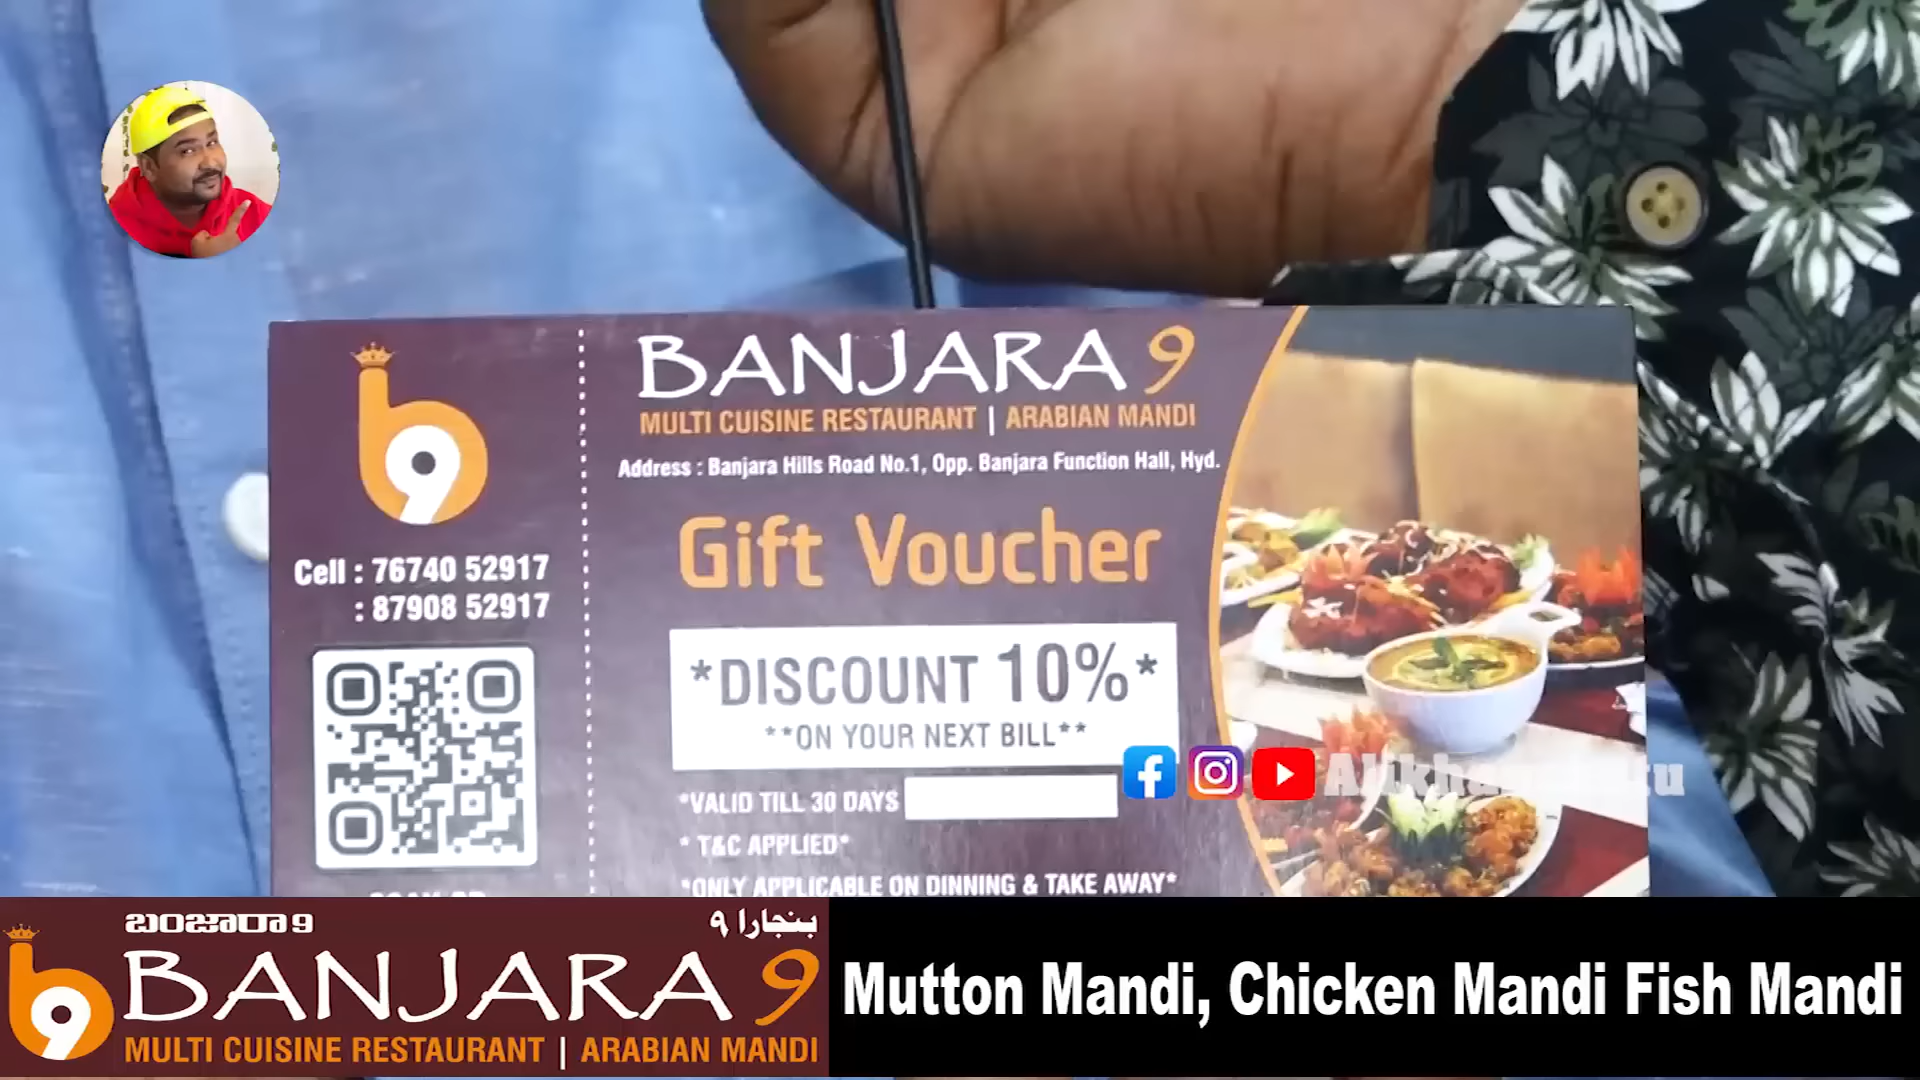 b9
BANJARA 9
MULTI CUISINE RESTAURANT | ARABIAN MANDI
Address : Banjara Hills Road No.1, Opp. Banjara Function Hall, Hyd.
Gift Voucher
Cell : 76740 52917
: 87908 52917
*DISCOUNT 10%*
**ON YOUR NEXT BILL**
*VALID TILL 30 DAYS
* T&C APPLIED*
*ONLY APPLICABLE ON DINNING & TAKE AWAY*
బంజారా 9
بنجارا ٩
b9
BANJARA 9
MULTI CUISINE RESTAURANT | ARABIAN MANDI
Mutton Mandi, Chicken Mandi Fish Mandi